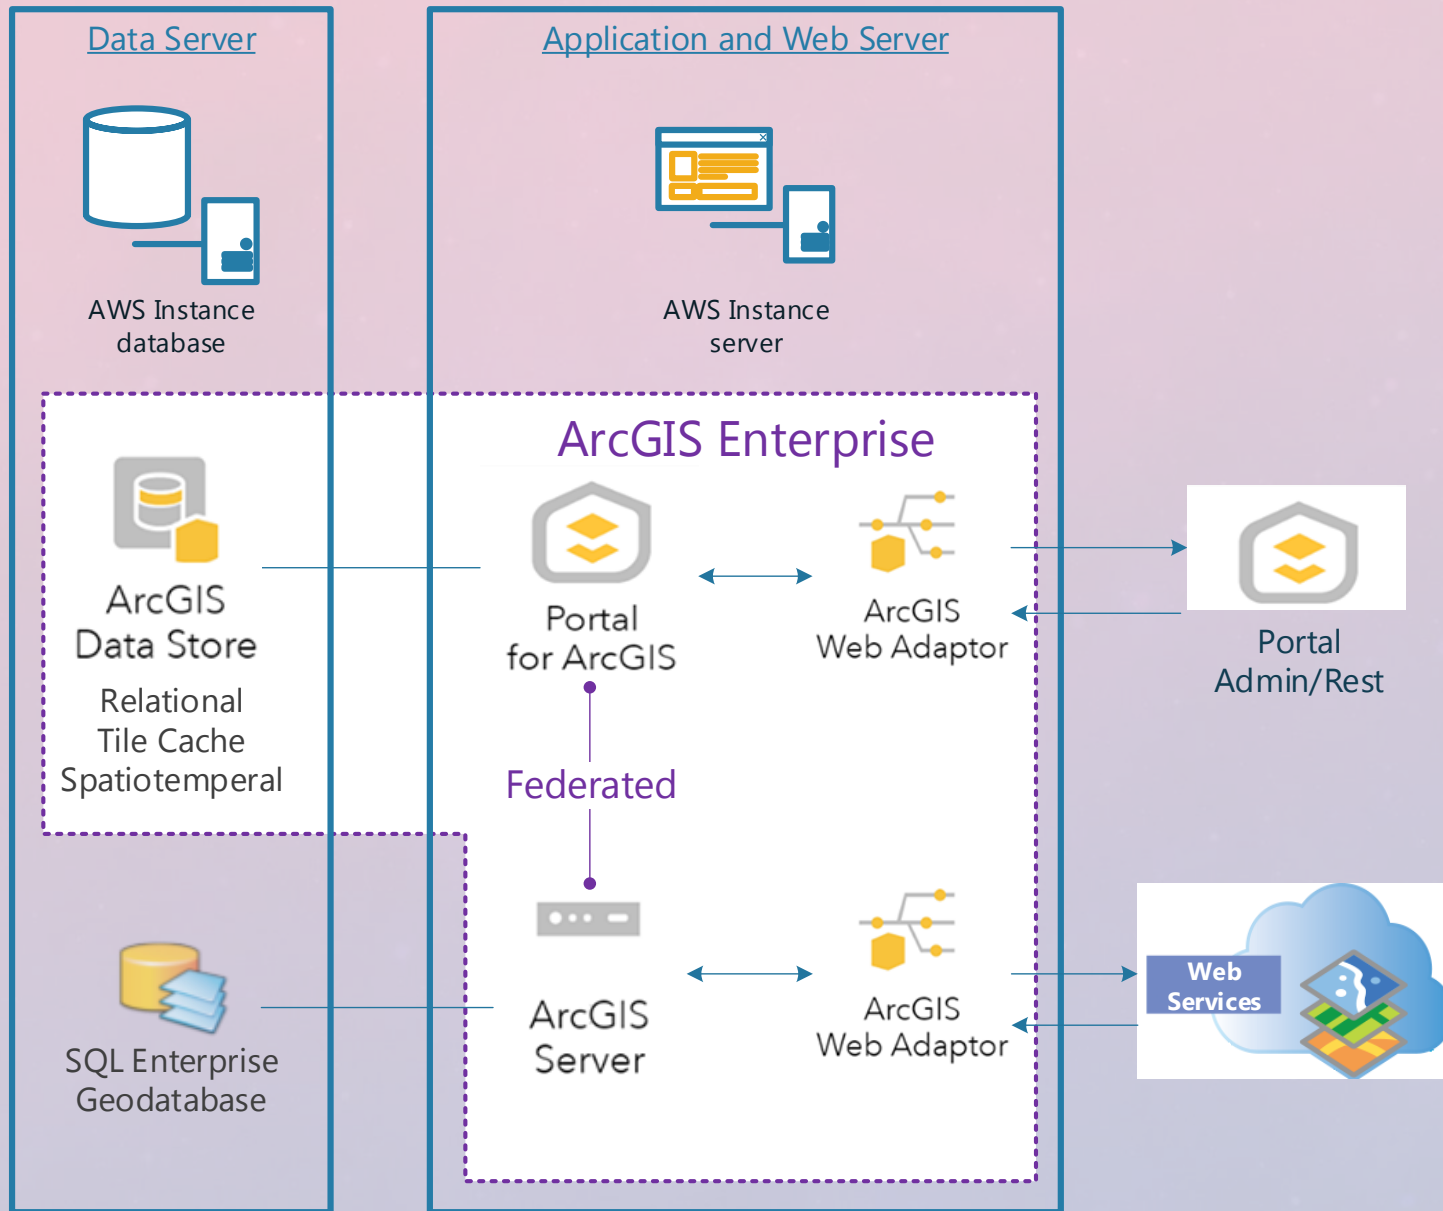 Data Server
Application and Web Server
AWS Instance
database
AWS Instance
server
ArcGIS Enterprise
ArcGIS
Data Store
Relational
Tile Cache
Spatiotemperal
Portal
for ArcGIS
ArcGIS
Web Adaptor
Portal
Admin/Rest
Federated
SQL Enterprise
Geodatabase
ArcGIS
Server
ArcGIS
Web Adaptor
Web
Services